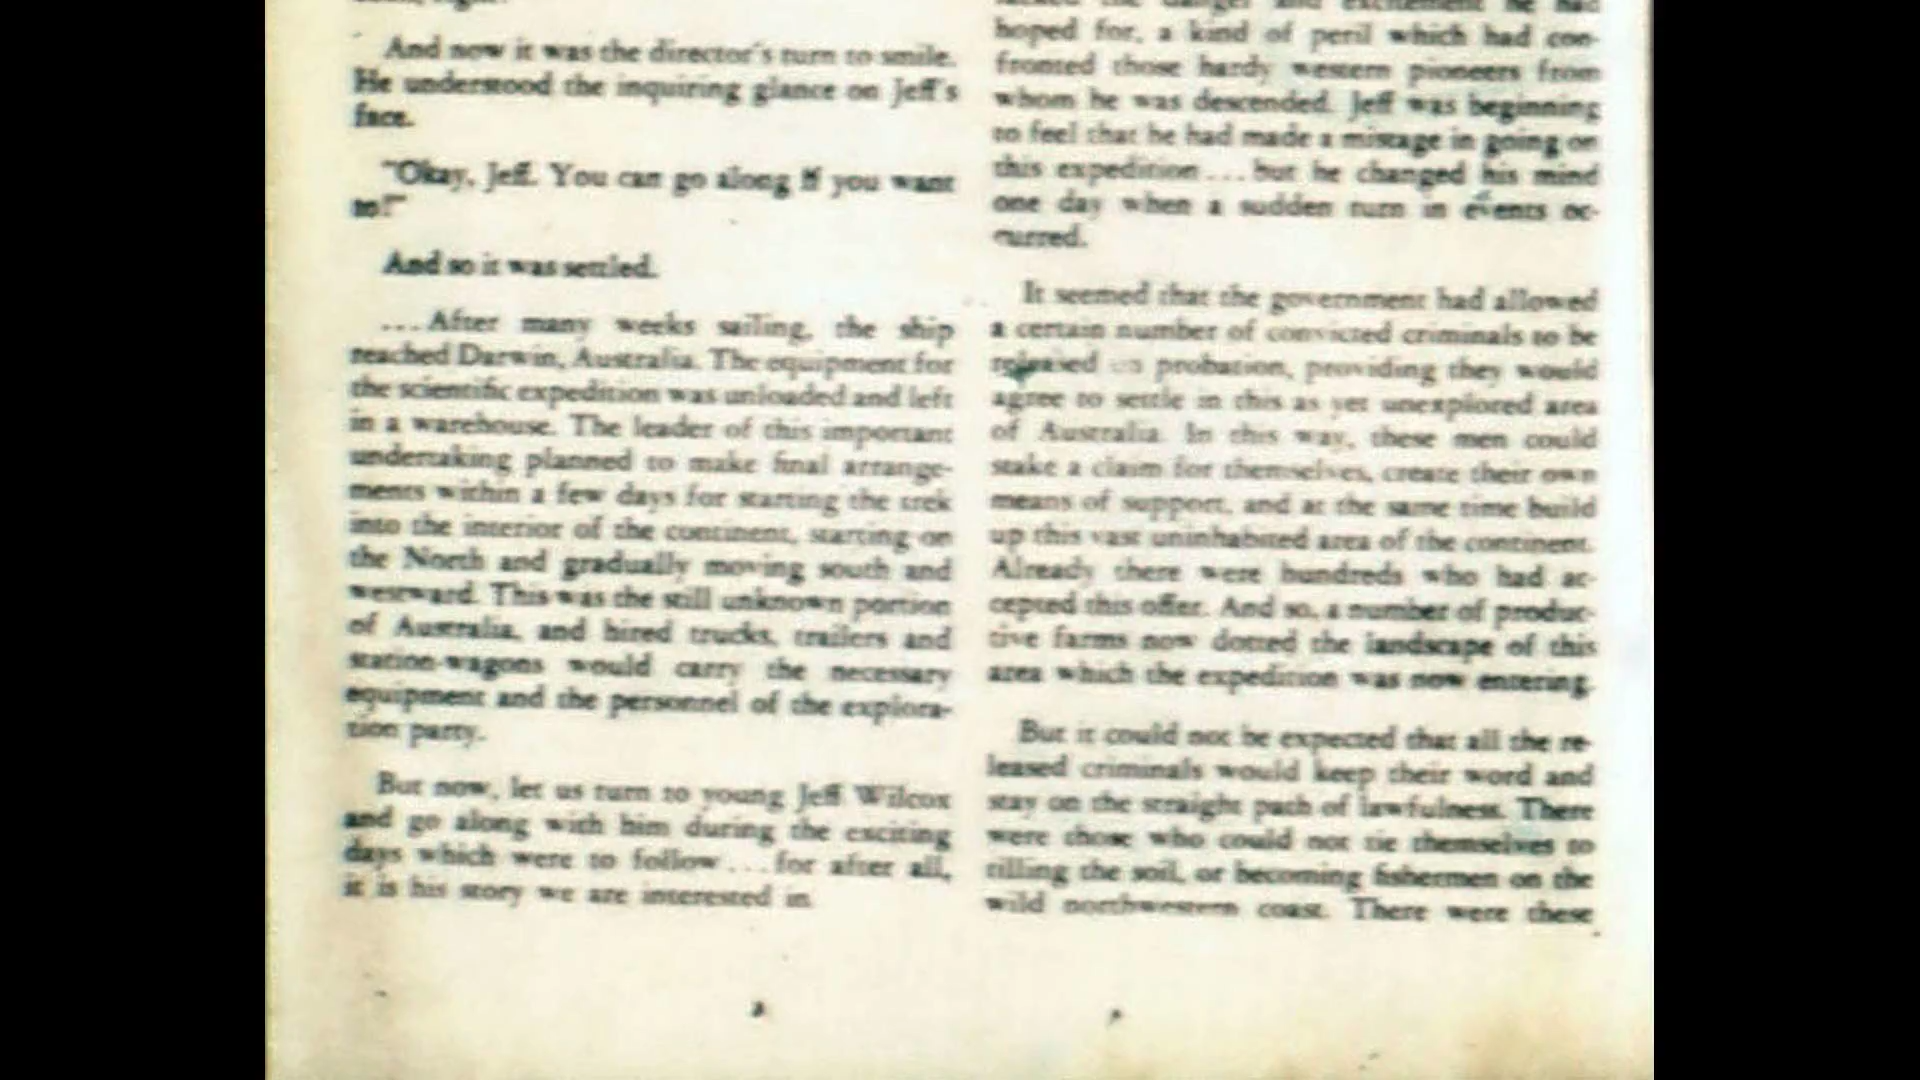 And now it was the director's turn to smile.
He understood the inquiring glance on Jeff's
face.
"Okay, Jeff. You can go along if you want
to!"
And so it was settled.
...After many weeks sailing, the ship
reached Darwin, Australia. The equipment for
the scientific expedition was unloaded and left
in a warehouse. The leader of this important
undertaking planned to make final arrange-
ments within a few days for starting the trek
into the interior of the continent, starting on
the North and gradually moving south and
westward. This was the still unknown portion
of Australia, and hired trucks, trailers and
station-wagons would carry the necessary
equipment and the personnel of the explora-
tion party.
But now, let us turn to young Jeff Wilcox
and go along with him during the exciting
days which were to follow...for after all,
it is his story we are interested in.
lacked the danger and excitement he had
hoped for, a kind of peril which had con-
fronted those hardy western pioneers from
whom he was descended. Jeff was beginning
to feel that he had made a mistage in going on
this expedition...but he changed his mind
one day when a sudden turn in events oc-
curred.
It seemed that the government had allowed
a certain number of convicted criminals to be
released on probation, providing they would
agree to settle in this as yet unexplored area
of Australia. In this way, these men could
stake a claim for themselves, create their own
means of support, and at the same time build
up this vast uninhabited area of the continent.
Already there were hundreds who had ac-
cepted this offer. And so, a number of produc-
tive farms now dotted the landscape of this
area which the expedition was now entering.
But it could not be expected that all the re-
leased criminals would keep their word and
stay on the straight path of lawfulness. There
were those who could not tie themselves to
tilling the soil, or becoming fishermen on the
wild northwestern coast. There were these